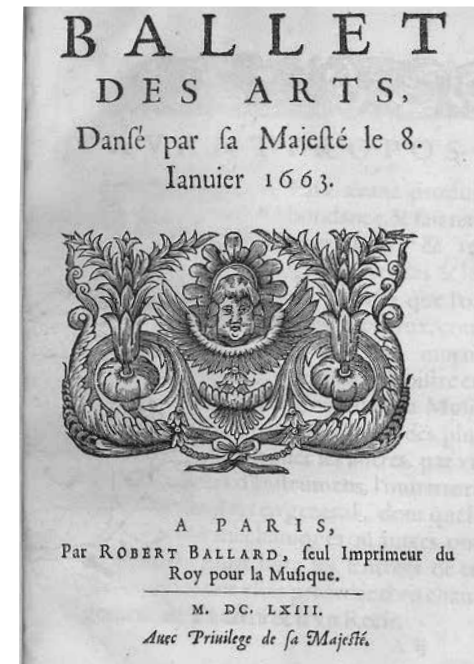 BALLET
DES ARTS,
Danſé par ſa Majeſté le 8.
Ianuier 1663.
A PARIS,
Par ROBERT BALLARD, ſeul Imprimeur du
Roy pour la Muſique.
M. DC. LXIII.
Auec Priuilege de ſa Majeſté.